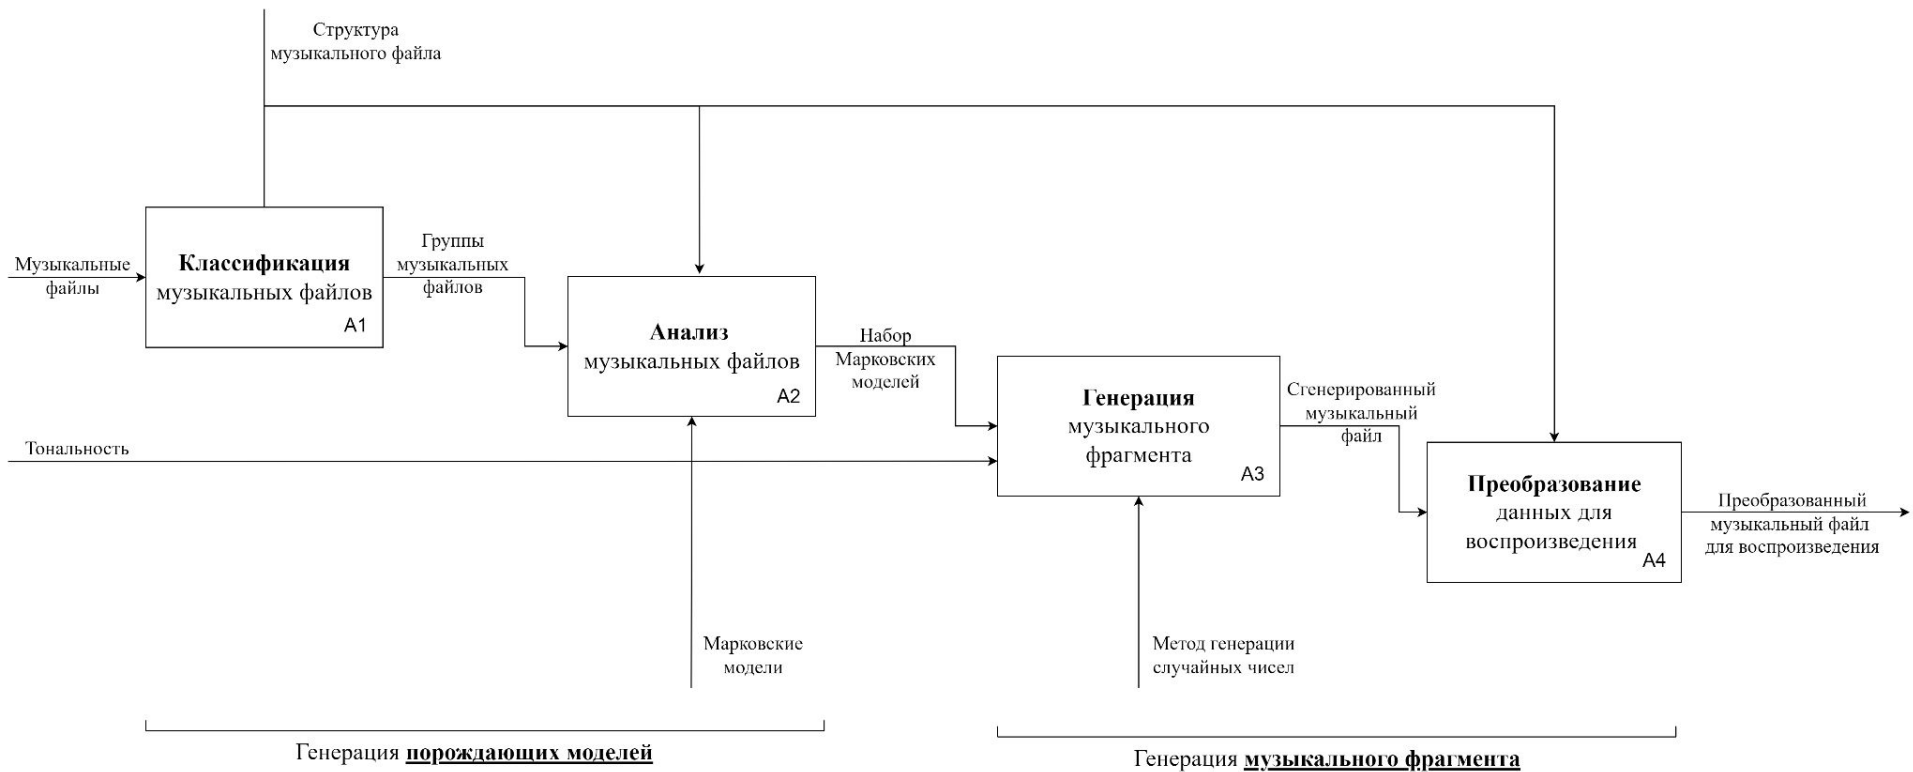 Структура
музыкального файла
Музыкальные
файлы
Классификация
музыкальных файлов
A1
Группы
музыкальных
файлов
Анализ
музыкальных файлов
A2
Набор
Марковских
моделей
Тональность
Генерация
музыкального
фрагмента
A3
Сгенерированный
музыкальный
файл
Преобразование
данных для
воспроизведения
A4
Преобразованный
музыкальный файл
для воспроизведения
Марковские
модели
Метод генерации
случайных чисел
Генерация порождающих моделей
Генерация музыкального фрагмента